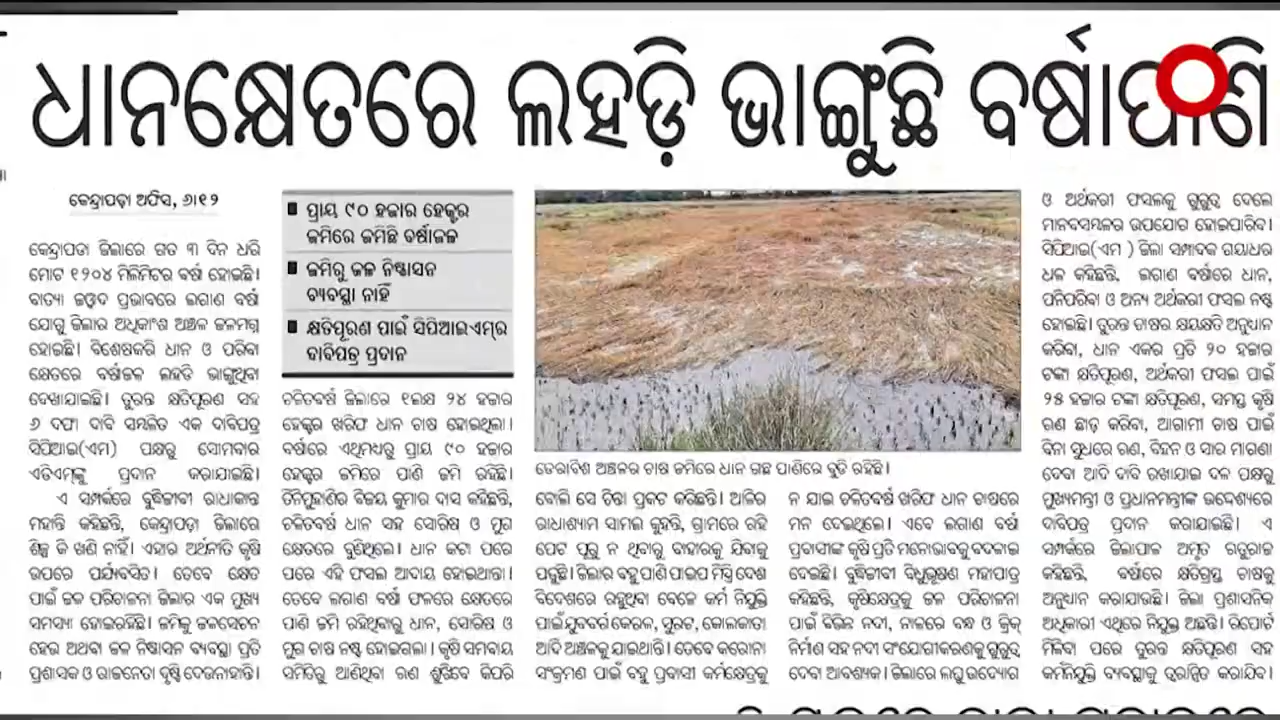 ଧାନକ୍ଷେତରେ ଲହଡ଼ି ଭାଙ୍ଗୁଛି ବର୍ଷାପାଣି
କେନ୍ଦ୍ରାପଡ଼ା ଅଫିସ, ୬।୧୨
କେନ୍ଦ୍ରାପଡା ଜିଲାରେ ଗତ ୩ ଦିନ ଧରି
ମୋଟ ୧୨୦୪ ମିଲିମିଟର ବର୍ଷା ହୋଇଛି।
ବାତ୍ୟା ଜୱାଦ ପ୍ରଭାବରେ ଲଗାଣ ବର୍ଷା
ଯୋଗୁ ଜିଲାର ଅଧିକାଂଶ ଅଞ୍ଚଳ ଜଳମଗ୍ନ
ହୋଇଛି। ବିଶେଷକରି ଧାନ ଓ ପରିବା
କ୍ଷେତରେ ବର୍ଷାଜଳ ଲହଡି ଭାଙ୍ଗୁଥିବା
ଦେଖାଯାଇଛି। ତୁରନ୍ତ କ୍ଷତିପୂରଣ ସହ
୬ ଦଫା ଦାବି ସମ୍ବଳିତ ଏକ ଦାବିପତ୍ର
ସିପିଆଇ(ଏମ) ପକ୍ଷରୁ ସୋମବାର
ଏଡିଏମ୍‌ଙ୍କୁ ପ୍ରଦାନ କରାଯାଇଛି।
ଏ ସମ୍ପର୍କରେ ବୁଦ୍ଧିଜୀବୀ ରାଧାକାନ୍ତ
ମହାନ୍ତି କହିଛନ୍ତି, କେନ୍ଦ୍ରାପଡ଼ା ଜିଲାରେ
ଶିଳ୍ପ କି ଖଣି ନାହିଁ। ଏହାର ଅର୍ଥନୀତି କୃଷି
ଉପରେ ପର୍ଯ୍ୟବସିତ। ତେବେ କ୍ଷେତ
ପାଇଁ ଜଳ ପରିଚାଳନା ଜିଲାର ଏକ ମୁଖ୍ୟ
ସମସ୍ୟା ହୋଇରହିଛି। ଜମିକୁ ଜଳସେଚନ
ହେଉ ଅଥବା ଜଳ ନିଷ୍କାସନ ବ୍ୟବସ୍ଥା ପ୍ରତି
ପ୍ରଶାସକ ଓ ରାଜନେତା ଦୃଷ୍ଟି ଦେଉନାହାନ୍ତି।
ପ୍ରାୟ ୯୦ ହଜାର ହେକ୍ଟର
ଜମିରେ ଜମିଛି ବର୍ଷାଜଳ
ଜମିରୁ ଜଳ ନିଷ୍କାସନ
ବ୍ୟବସ୍ଥା ନାହିଁ
କ୍ଷତିପୂରଣ ପାଇଁ ସିପିଆଇଏମ୍‌ର
ଦାବିପତ୍ର ପ୍ରଦାନ
ଚଳିତବର୍ଷ ଜିଲାରେ ୧ଲକ୍ଷ ୨୪ ହଜାର
ହେକ୍ଟର ଖରିଫ ଧାନ ଚାଷ ହୋଇଥିଲା।
ବର୍ଷାରେ ଏଥିମଧ୍ୟରୁ ପ୍ରାୟ ୯୦ ହଜାର
ହେକ୍ଟର ଜମିରେ ପାଣି ଜମି ରହିଛି।
ତିନିମୁହାଣିର ବିଜୟ କୁମାର ଦାସ କହିଛନ୍ତି,
ଚଳିତବର୍ଷ ଧାନ ସହ ସୋରିଷ ଓ ମୁଗ
କ୍ଷେତରେ ବୁଣିଥିଲେ। ଧାନ କଟା ପରେ
ପରେ ଏହି ଫସଲ ଆଦାୟ ହୋଇଥାନ୍ତା।
ତେବେ ଲଗାଣ ବର୍ଷା ଫଳରେ କ୍ଷେତରେ
ପାଣି ଜମି ରହିଥିବାରୁ ଧାନ, ସୋରିଷ ଓ
ମୁଗ ଚାଷ ନଷ୍ଟ ହୋଇଗଲା। କୃଷି ସମବାୟ
ସମିତିରୁ ଆଣିଥିବା ଋଣ ଶୁଝିବେ କିପରି
ଡେରାବିଶ ଅଞ୍ଚଳର ଚାଷ ଜମିରେ ଧାନ ଗଛ ପାଣିରେ ବୁଡି ରହିଛି।
ବୋଲି ସେ ଚିନ୍ତା ପ୍ରକଟ କରିଛନ୍ତି। ଆଳିର
ରାଧାଶ୍ୟାମ ସାମଲ କୁହନ୍ତି, ଗ୍ରାମରେ ରହି
ପେଟ ପୂରୁ ନ ଥିବାରୁ ବାହାରକୁ ଯିବାକୁ
ପଡୁଛି। ଜିଲାର ବହୁ ପାଣି ପାଇପ ମିସ୍ତ୍ରି ଦେଶ
ବିଦେଶରେ ରହୁଥିବା ବେଳେ କର୍ମ ନିଯୁକ୍ତି
ପାଇଁ ଯୁବବର୍ଗ କେରଳ, ସୁରଟ, କୋଲକାତା
ଆଦି ଅଞ୍ଚଳକୁ ଯାଇଥାନ୍ତି। ତେବେ କରୋନା
ସଂକ୍ରମଣ ପାଇଁ ବହୁ ପ୍ରବାସୀ କର୍ମକ୍ଷେତ୍ରକୁ
ନ ଯାଇ ଚଳିତବର୍ଷ ଖରିଫ ଧାନ ଚାଷରେ
ମନ ଦେଇଥିଲେ। ଏବେ ଲଗାଣ ବର୍ଷା
ପ୍ରବାସୀଙ୍କ କୃଷି ପ୍ରତି ମନୋଭାବକୁ ବଦଳାଇ
ଦେଇଛି। ବୁଦ୍ଧିଜୀବୀ ବିଧୁଭୂଷଣ ମହାପାତ୍ର
କହିଛନ୍ତି, କୃଷିକ୍ଷେତ୍ରକୁ ଜଳ ପରିଚାଳନା
ପାଇଁ ବିଭିନ୍ନ ନଦୀ, ନାଳରେ ବନ୍ଧ ଓ ବ୍ରିଜ୍
ନିର୍ମାଣ ସହ ନଦୀ ସଂଯୋଗୀକରଣକୁ ଗୁରୁତ୍ୱ
ଦେବା ଆବଶ୍ୟକ। ଜିଲାରେ ଲଘୁ ଉଦ୍ୟୋଗ
ଓ ଅର୍ଥକରୀ ଫସଲକୁ ଗୁରୁତ୍ୱ ଦେଲେ
ମାନବସମ୍ବଳର ଉପଯୋଗ ହୋଇପାରିବ।
ସିପିଆଇ(ଏମ ) ଜିଲା ସମ୍ପାଦକ ଗୟାଧର
ଧଳ କହିଛନ୍ତି, ଲଗାଣ ବର୍ଷାରେ ଧାନ,
ପନିପରିବା ଓ ଅନ୍ୟ ଅର୍ଥକରୀ ଫସଲ ନଷ୍ଟ
ହୋଇଛି। ତୁରନ୍ତ ଚାଷର କ୍ଷୟକ୍ଷତି ଅନୁଧ୍ୟାନ
କରିବା, ଧାନ ଏକର ପ୍ରତି ୨୦ ହଜାର
ଟଙ୍କା କ୍ଷତିପୂରଣ, ଅର୍ଥକରୀ ଫସଲ ପାଇଁ
୨୫ ହଜାର ଟଙ୍କା କ୍ଷତିପୂରଣ, ସମସ୍ତ କୃଷି
ଋଣ ଛାଡ଼ କରିବା, ଆଗାମୀ ଚାଷ ପାଇଁ
ବିନା ସୁଧରେ ଋଣ, ବିହନ ଓ ସାର ମାଗଣା
ଦେବା ଆଦି ଦାବି ରଖାଯାଇ ଦଳ ପକ୍ଷରୁ
ମୁଖ୍ୟମନ୍ତ୍ରୀ ଓ ପ୍ରଧାନମନ୍ତ୍ରୀଙ୍କ ଉଦ୍ଦେଶ୍ୟରେ
ଦାବିପତ୍ର ପ୍ରଦାନ କରାଯାଇଛି। ଏ
ସମ୍ପର୍କରେ ଜିଲାପାଳ ଅମୃତ ଋତୁରାଜ
କହିଛନ୍ତି, ବର୍ଷାରେ କ୍ଷତିଗ୍ରସ୍ତ ଚାଷକୁ
ଅନୁଧ୍ୟାନ କରାଯାଉଛି। ଜିଲା ପ୍ରଶାସନିକ
ଅଧିକାରୀ ଏଥିରେ ନିଯୁକ୍ତ ଅଛନ୍ତି। ରିପୋର୍ଟ
ମିଳିବା ପରେ ତୁରନ୍ତ କ୍ଷତିପୂରଣ ସହ
କର୍ମନିଯୁକ୍ତି ବ୍ୟବସ୍ଥାକୁ ତ୍ୱରାନ୍ୱିତ କରାଯିବ।